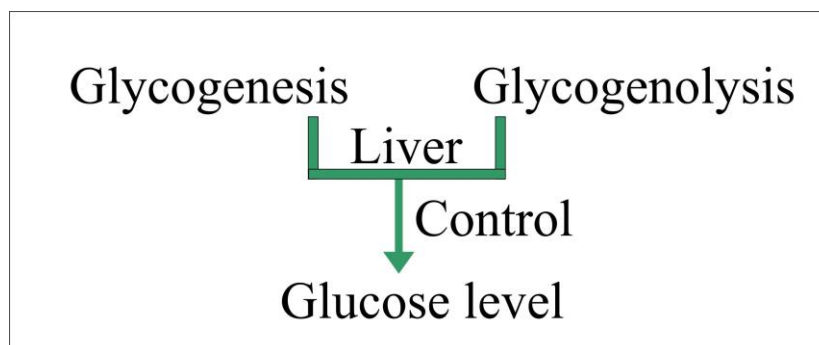 Glycogenesis Glycogenolysis
Liver
Control
Glucose level